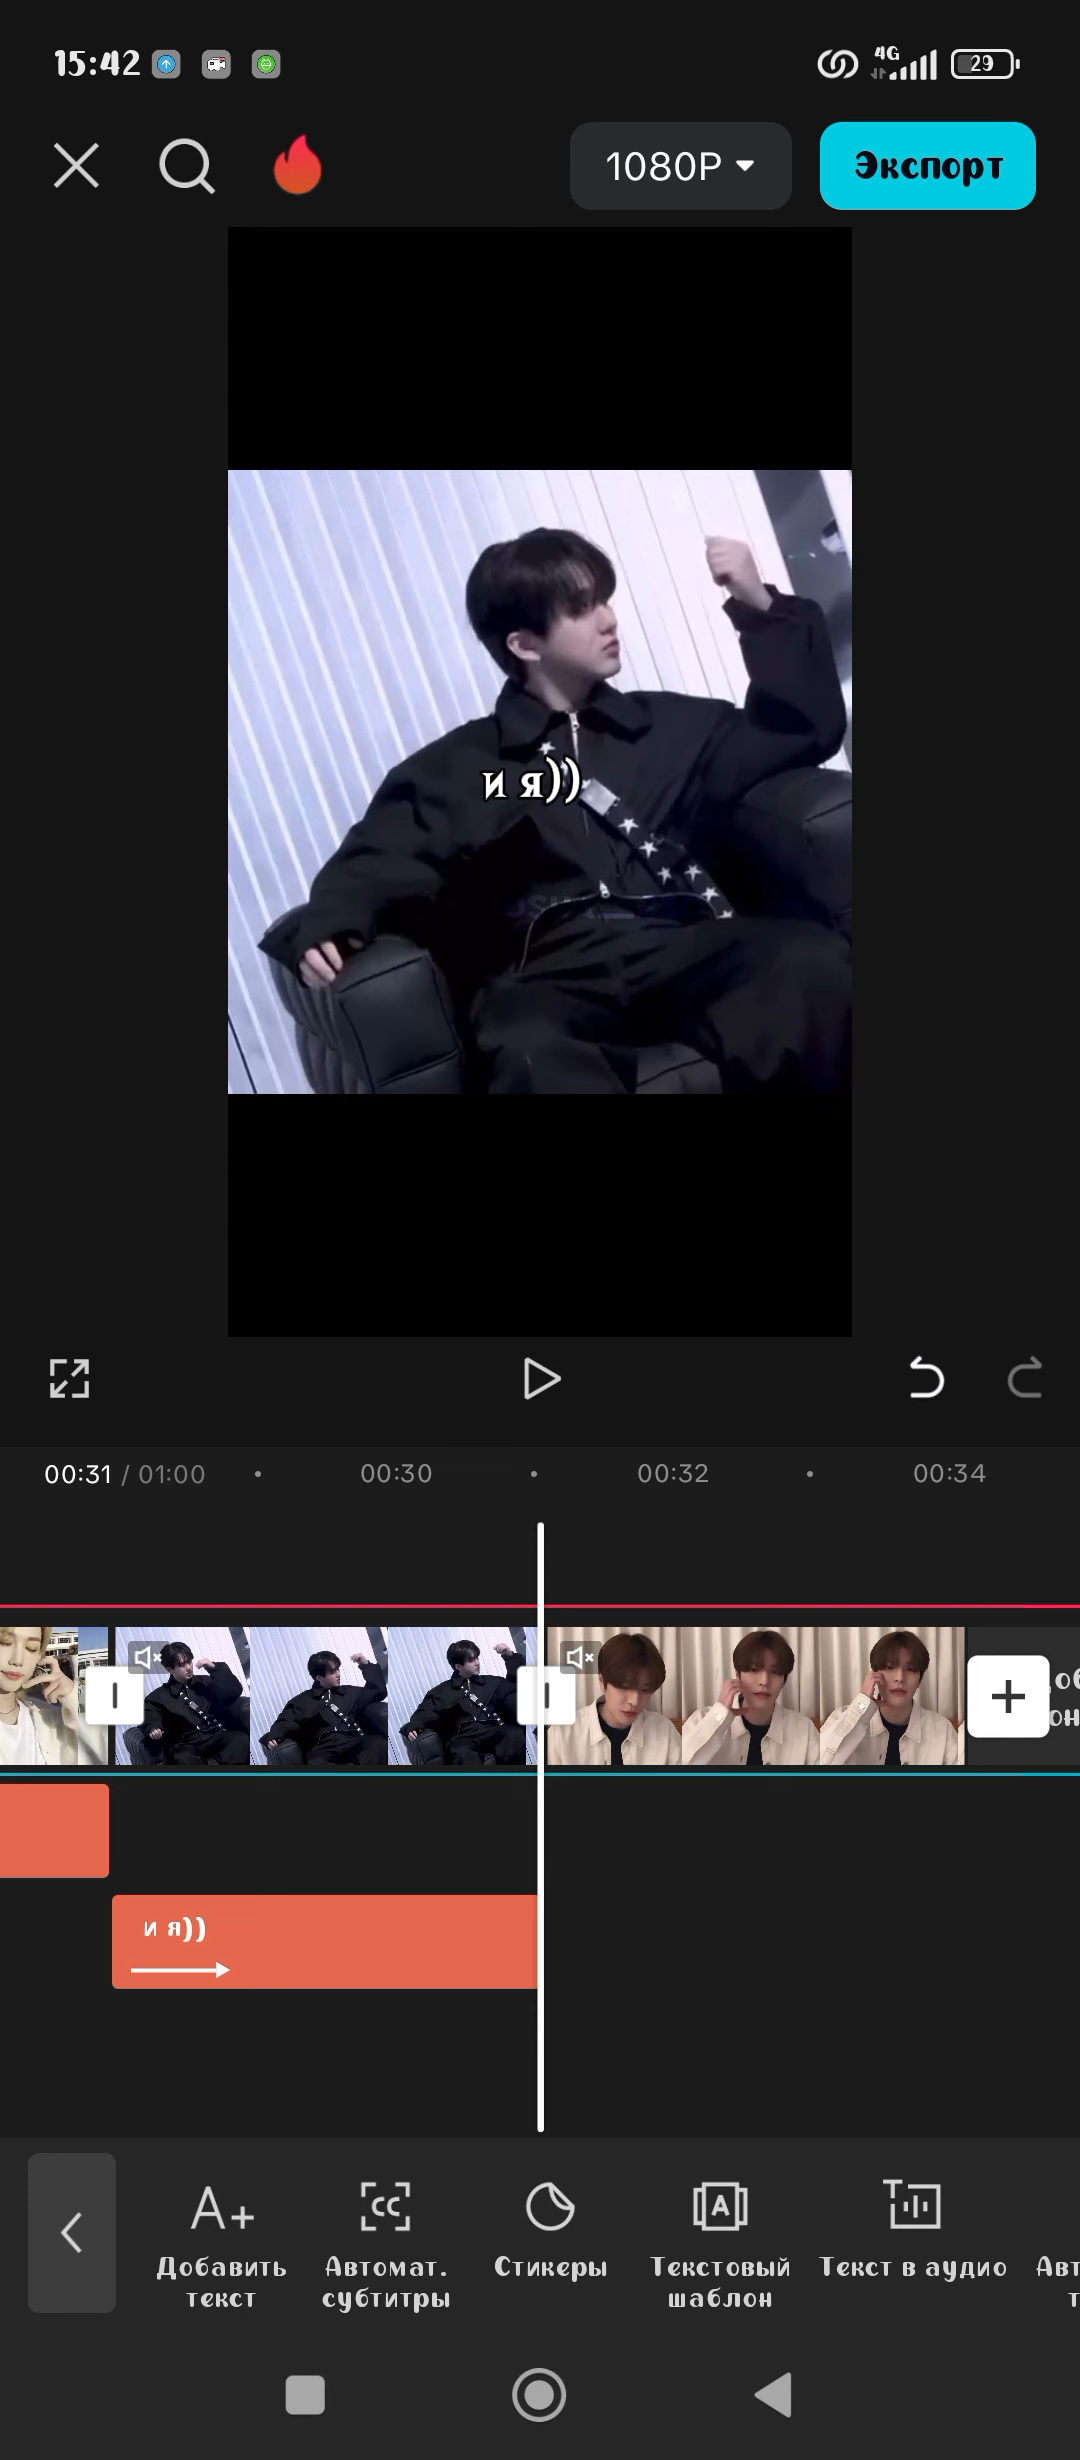 15:42
4G
29
1080P
Экспорт
и я))
00:31 / 01:00
00:30
00:32
00:34
и я))
Добавить текст
Автомат. субтитры
Стикеры
Текстовый шаблон
Текст в аудио